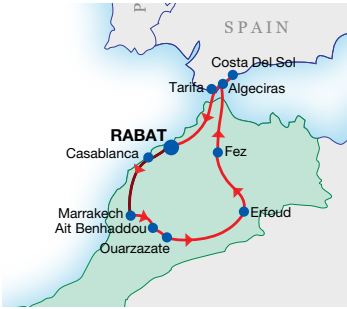 P
SPAIN
Costa Del Sol
Tarifa
Algeciras
RABAT
Casablanca
Fez
Marrakech
Erfoud
Ait Benhaddou
Ouarzazate